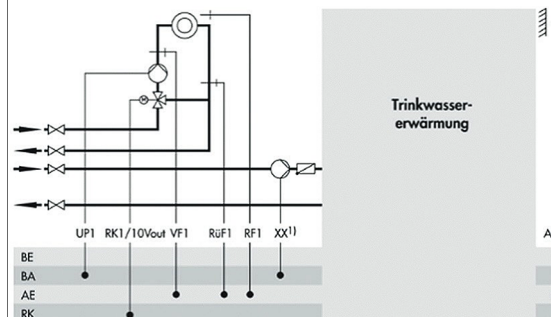 Trinkwasser-
erwärmung
UP1 RK1/10Vout VF1 RüF1 RF1 XX1) A
BE
BA
AE
RK